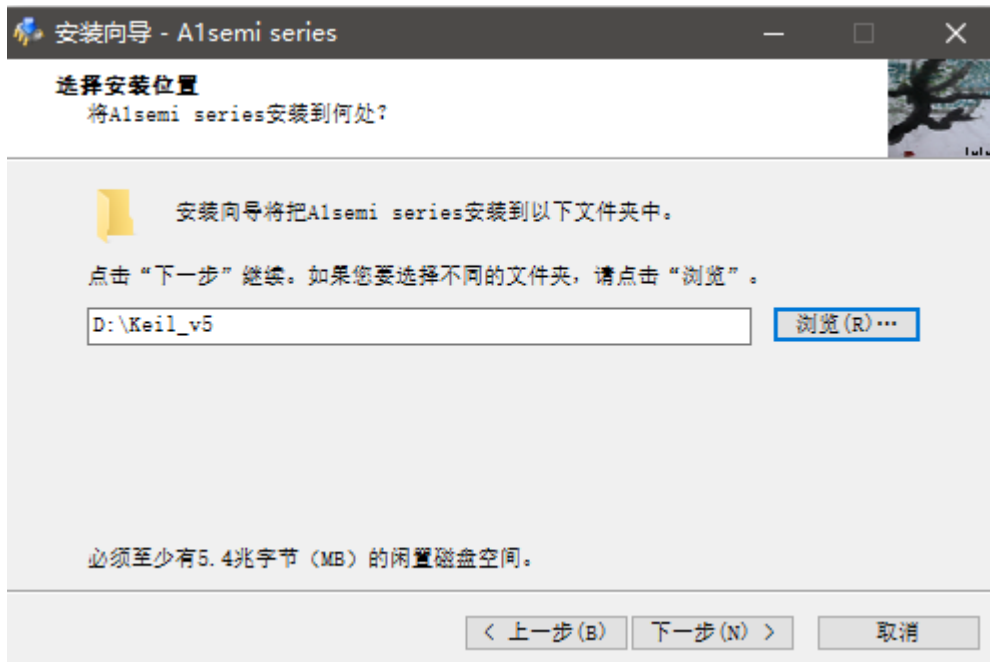 安装向导 - A1semi series
选择安装位置
将A1semi series安装到何处?
安装向导将把A1semi series安装到以下文件夹中。
点击“下一步”继续。如果您要选择不同的文件夹，请点击“浏览”。
D:\Keil_v5
浏览(R)…
必须至少有5.4兆字节（MB）的闲置磁盘空间。
< 上一步(B)
下一步(N) >
取消